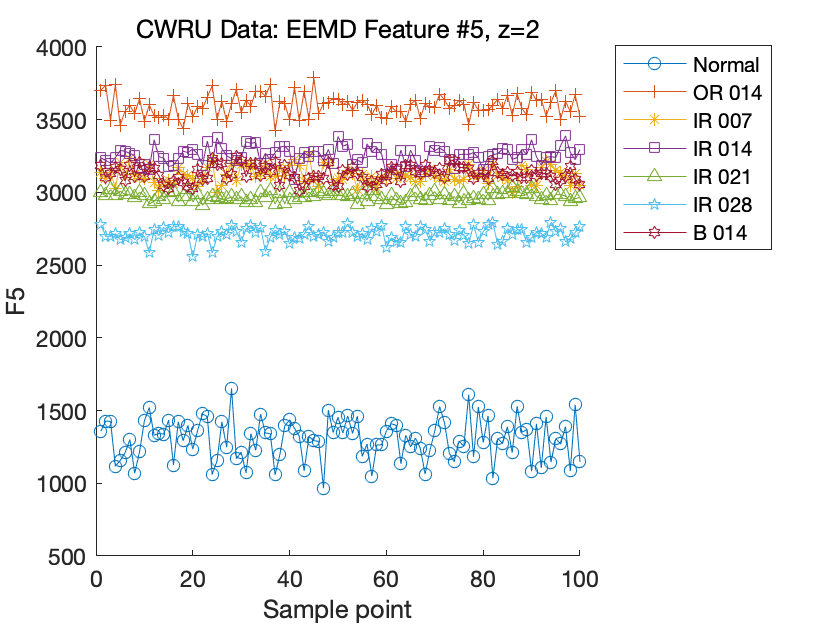 CWRU Data: EEMD Feature #5, z=2
4000
3500
3000
2500
2000
1500
1000
500
F5
0
20
40
60
80
100
Sample point
Normal
OR 014
IR 007
IR 014
IR 021
IR 028
B 014